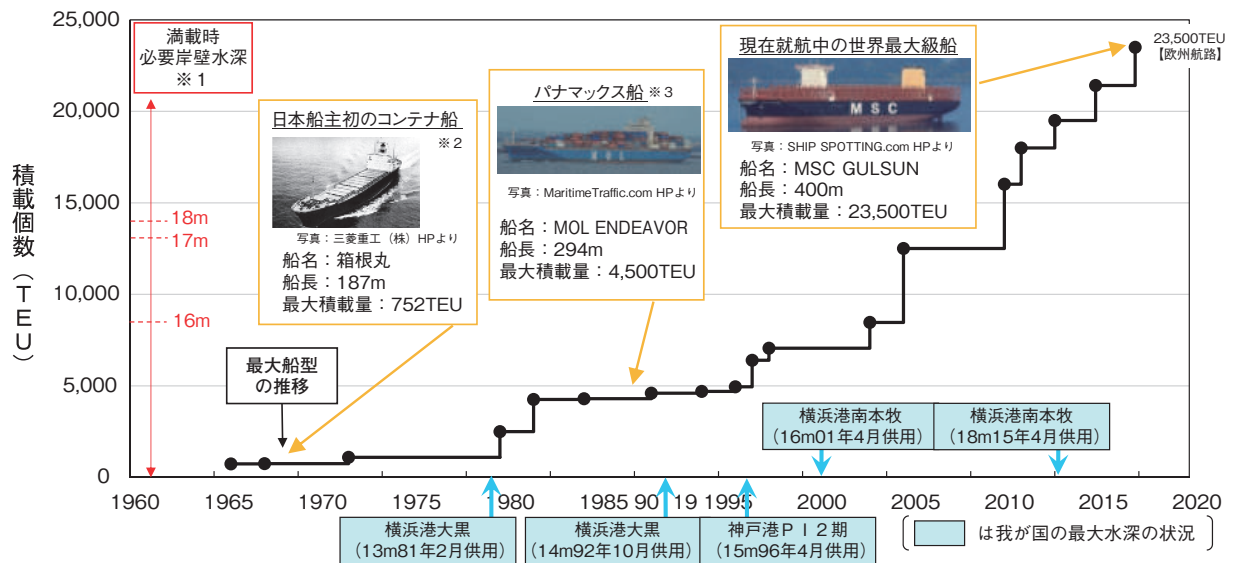 積載個数（TEU）
25,000
20,000
15,000
10,000
5,000
0
満載時
必要岸壁水深
※1
18m
17m
16m
日本船主初のコンテナ船
※2
写真：三菱重工（株）HPより
船名：箱根丸
船長：187m
最大積載量：752TEU
パナマックス船 ※3
写真：MaritimeTraffic.com HPより
船名：MOL ENDEAVOR
船長：294m
最大積載量：4,500TEU
現在就航中の世界最大級船
MSC
写真：SHIP SPOTTING.com HPより
船名：MSC GULSUN
船長：400m
最大積載量：23,500TEU
23,500TEU
【欧州航路】
最大船型
の推移
横浜港南本牧
（16m01年4月供用）
横浜港南本牧
（18m15年4月供用）
1960 1965 1970 1975 1980 1985 90 19 1995 2000 2005 2010 2015 2020
横浜港大黒
（13m81年2月供用）
横浜港大黒
（14m92年10月供用）
神戸港PI2期
（15m96年4月供用）
は我が国の最大水深の状況